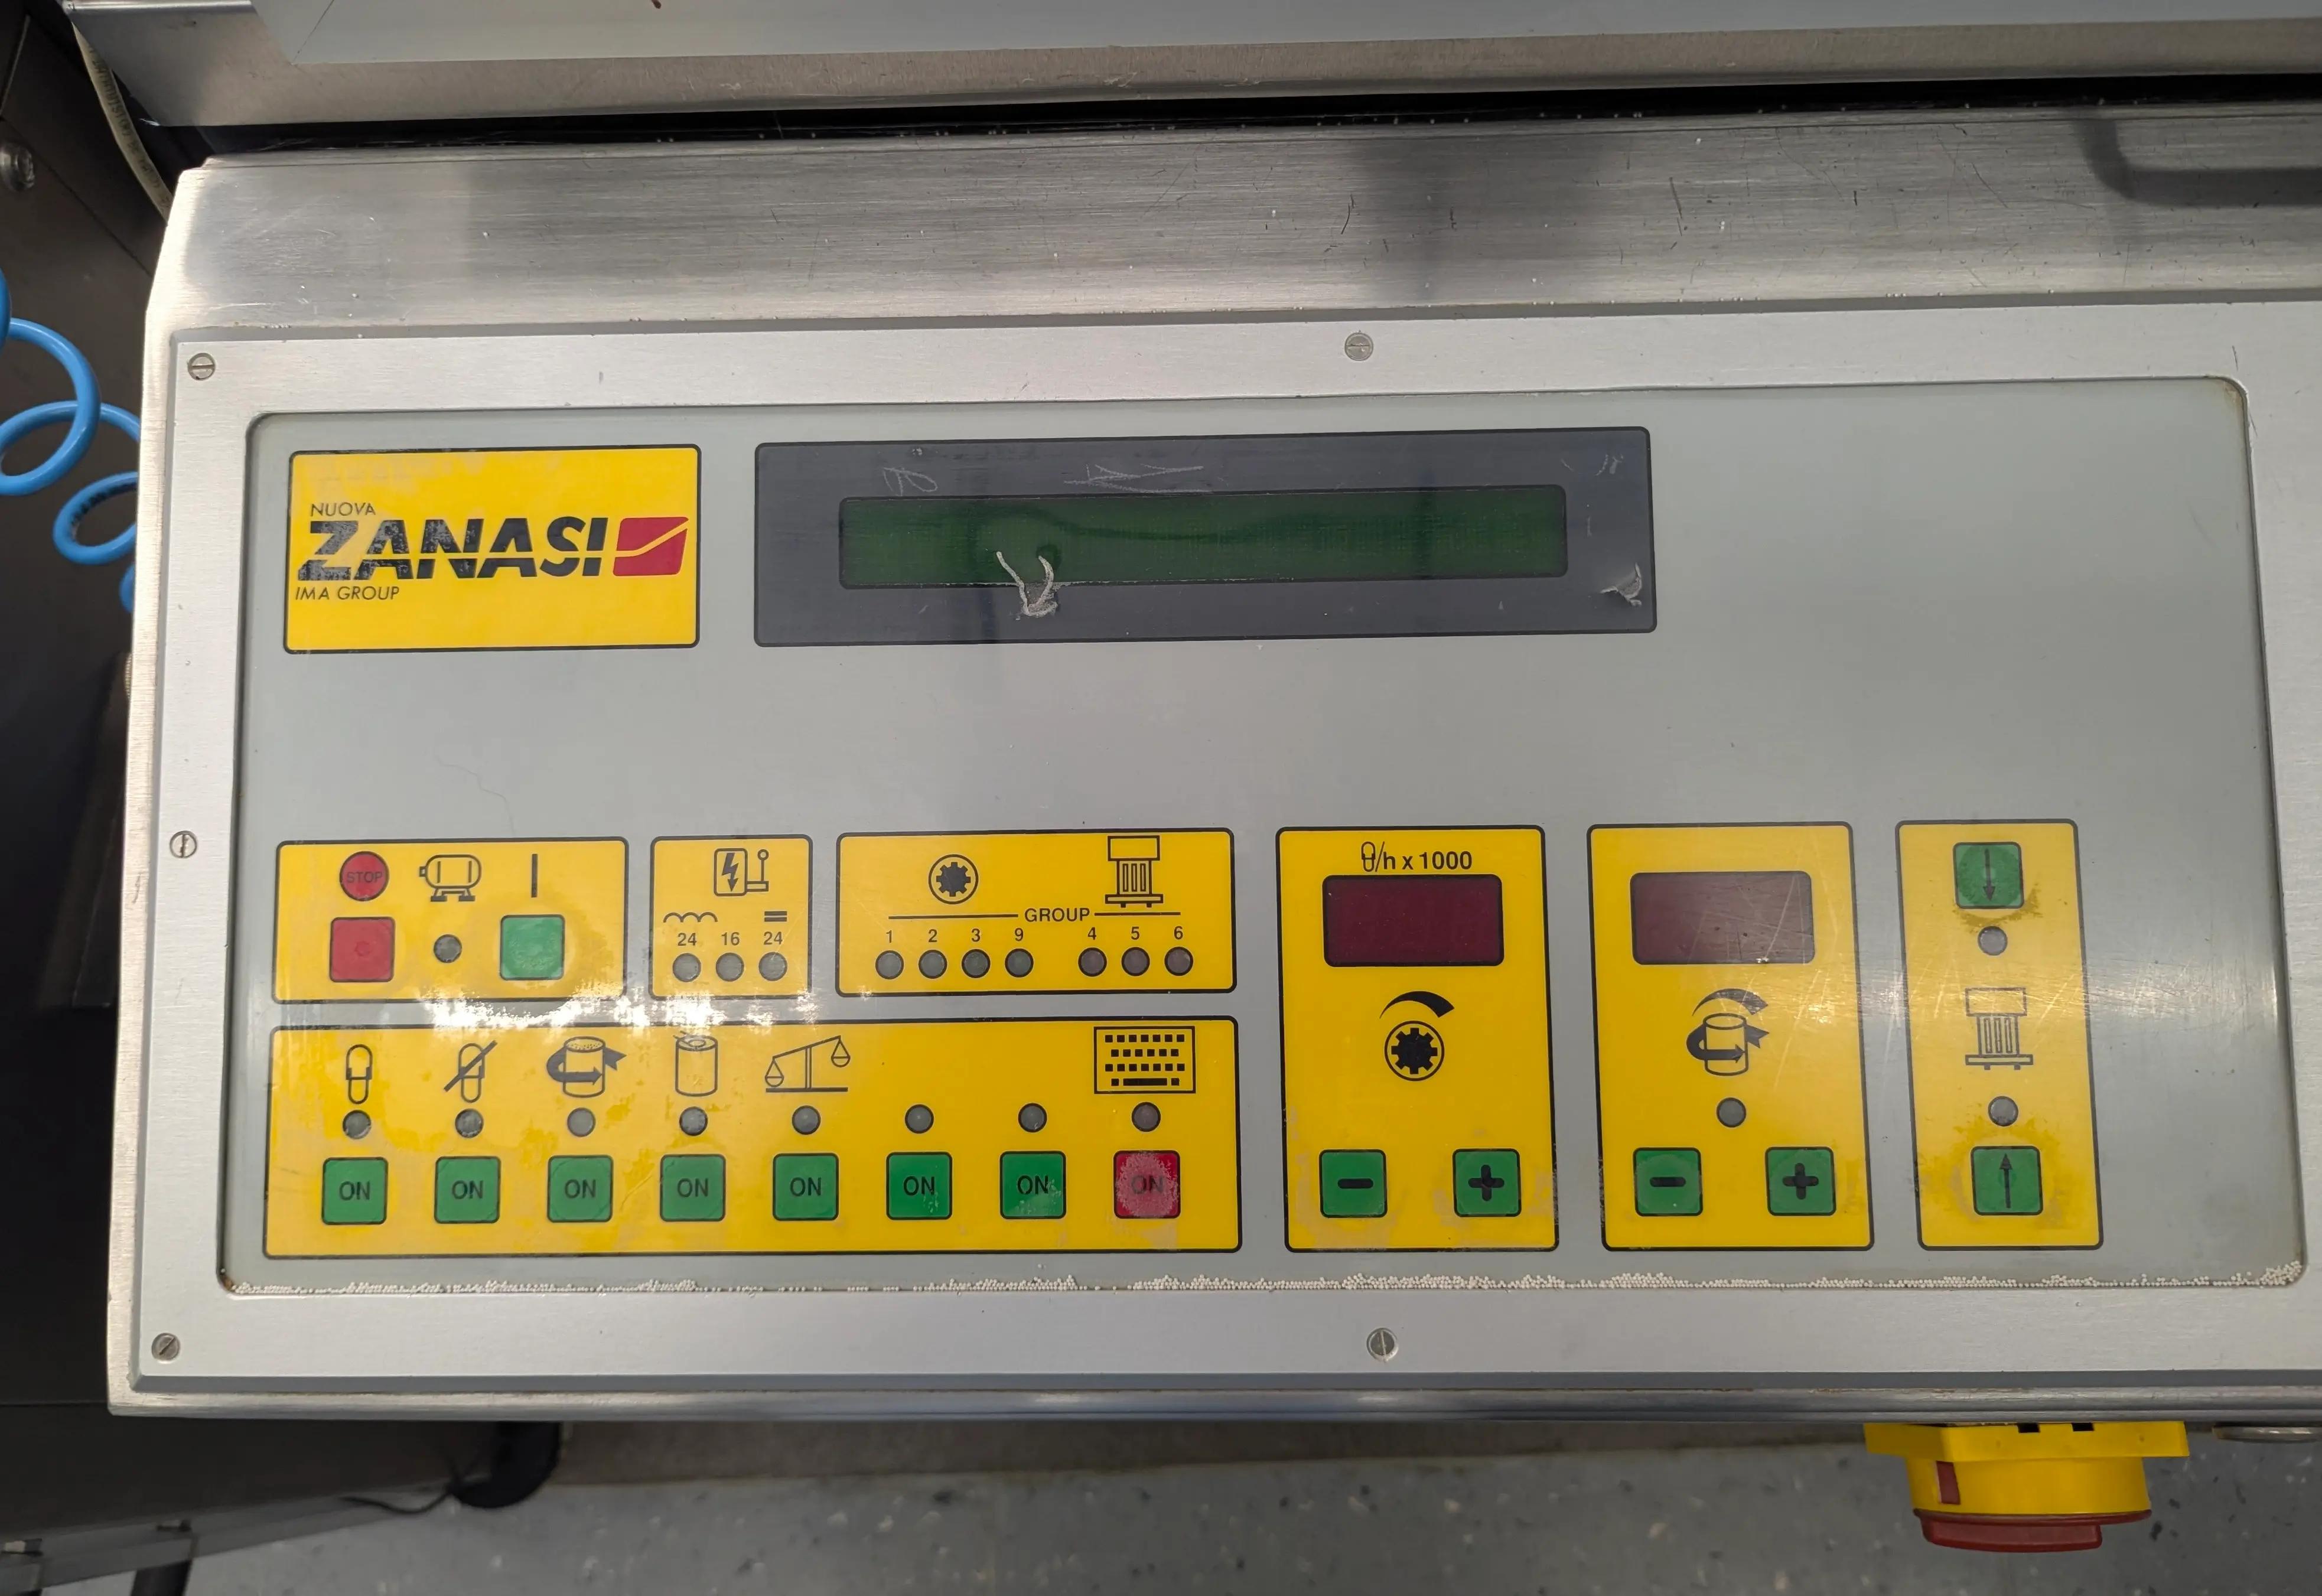 NUOVA
ZANASI
IMA GROUP
STOP
24 16 24
GROUP
1 2 3 9 4 5 6
/h x 1000
ON ON ON ON ON ON ON ON
- + - +